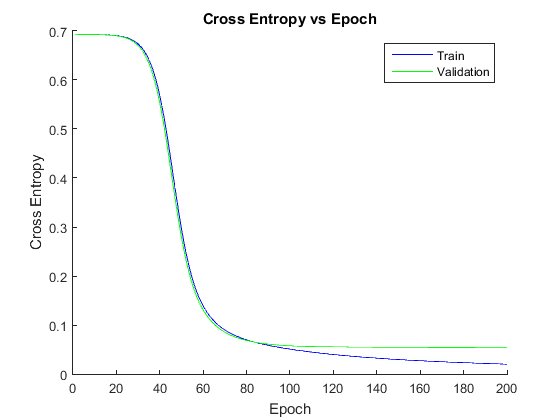 Cross Entropy vs Epoch
Train
Validation
Cross Entropy
0.7
0.6
0.5
0.4
0.3
0.2
0.1
0
0 20 40 60 80 100 120 140 160 180 200
Epoch